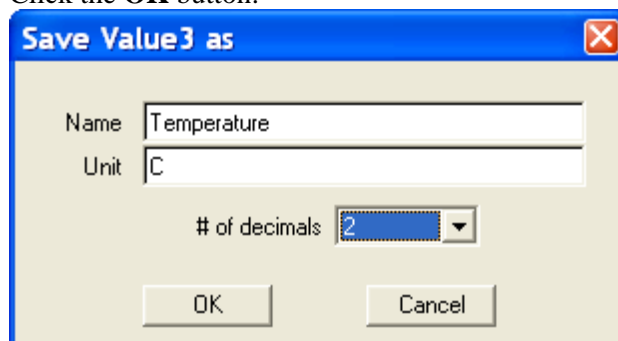 Click the OK button.
Save Value3 as
Name Temperature
Unit C
# of decimals 2
OK Cancel